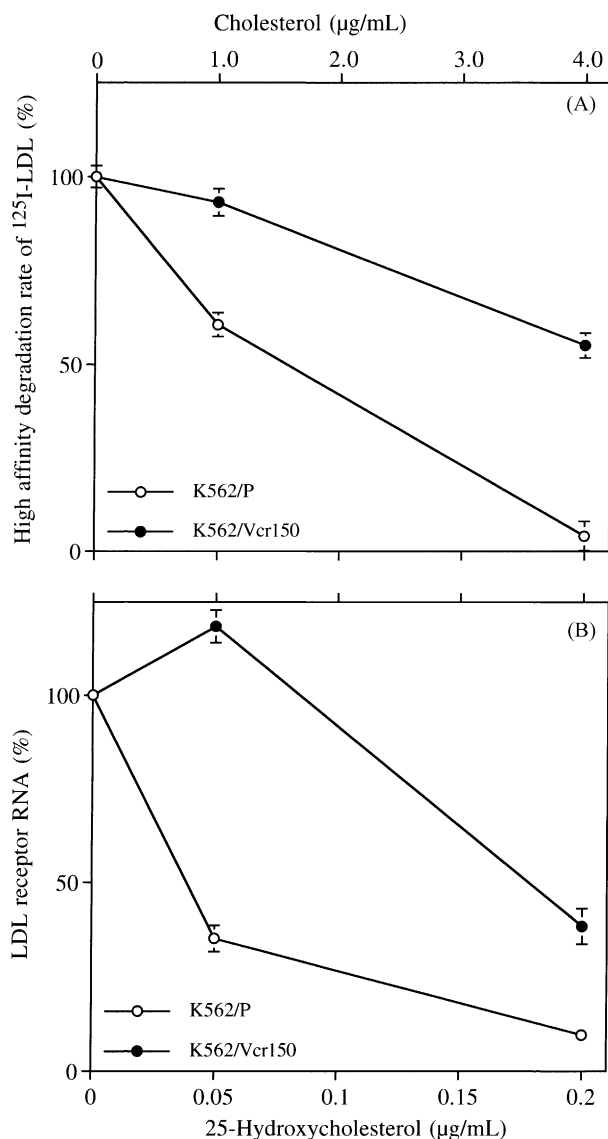 Cholesterol (µg/mL)
0 1.0 2.0 3.0 4.0
(A)
High affinity degradation rate of ¹²⁵I-LDL (%)
100
50
0
K562/P
K562/Vcr150
(B)
LDL receptor RNA (%)
100
50
0
K562/P
K562/Vcr150
0 0.05 0.1 0.15 0.2
25-Hydroxycholesterol (µg/mL)